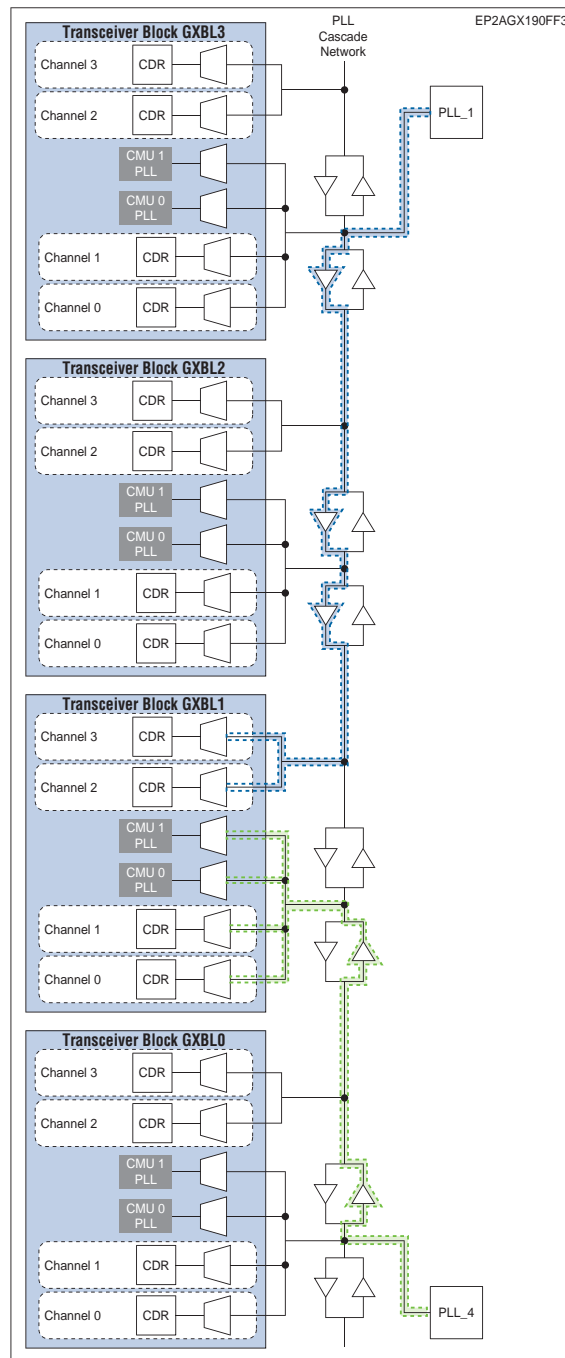 PLL
Cascade
Network
EP2AGX190FF3
Transceiver Block GXBL3
Channel 3
CDR
Channel 2
CDR
CMU 1
PLL
CMU 0
PLL
Channel 1
CDR
Channel 0
CDR
PLL_1
Transceiver Block GXBL2
Channel 3
CDR
Channel 2
CDR
CMU 1
PLL
CMU 0
PLL
Channel 1
CDR
Channel 0
CDR
Transceiver Block GXBL1
Channel 3
CDR
Channel 2
CDR
CMU 1
PLL
CMU 0
PLL
Channel 1
CDR
Channel 0
CDR
Transceiver Block GXBL0
Channel 3
CDR
Channel 2
CDR
CMU 1
PLL
CMU 0
PLL
Channel 1
CDR
Channel 0
CDR
PLL_4